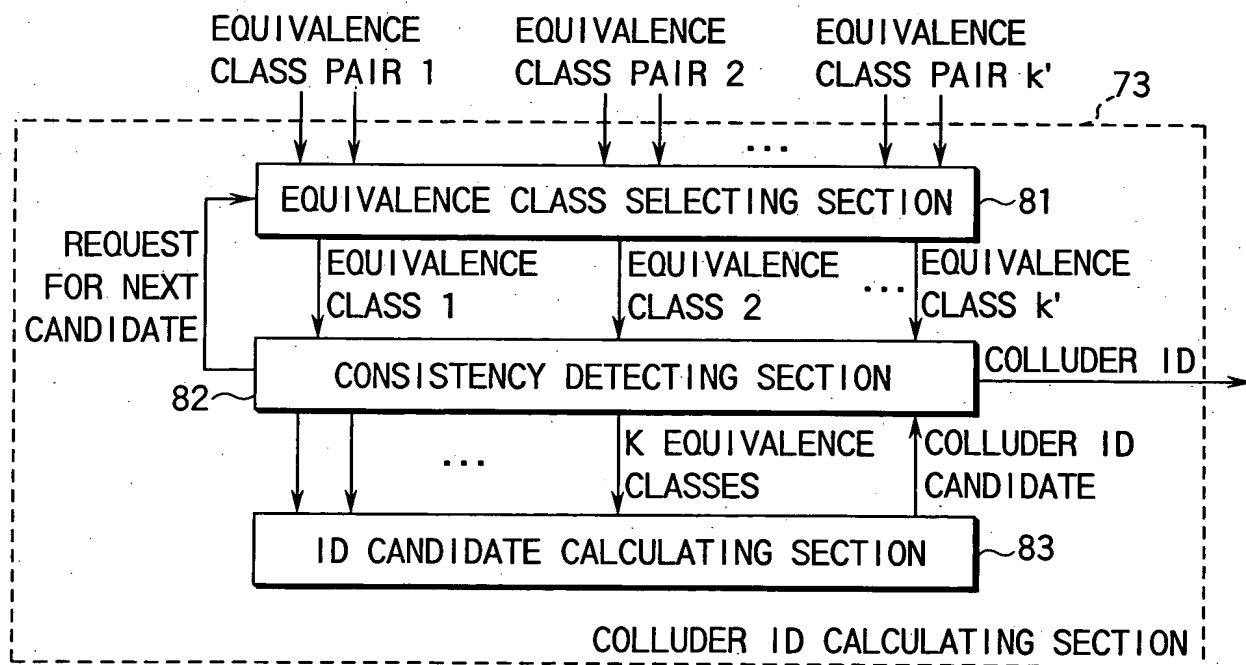 EQUIVALENCE
CLASS PAIR 1
EQUIVALENCE
CLASS PAIR 2
EQUIVALENCE
CLASS PAIR k'
73
...
EQUIVALENCE CLASS SELECTING SECTION
81
REQUEST
FOR NEXT
CANDIDATE
EQUIVALENCE
CLASS 1
EQUIVALENCE
CLASS 2
...
EQUIVALENCE
CLASS k'
CONSISTENCY DETECTING SECTION
82
COLLUDER ID
...
K EQUIVALENCE
CLASSES
COLLUDER ID
CANDIDATE
ID CANDIDATE CALCULATING SECTION
83
COLLUDER ID CALCULATING SECTION